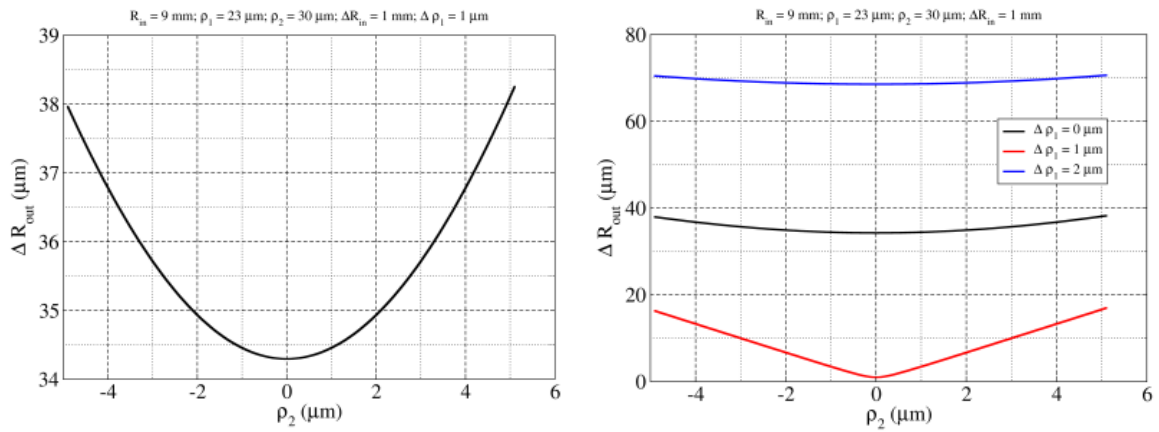 R_in = 9 mm; ρ_1 = 23 µm; ρ_2 = 30 µm; ΔR_in = 1 mm; Δ ρ_1 = 1 µm
39
38
37
36
35
34
Δ R_out (µm)
-4 -2 0 2 4 6
ρ_2 (µm)
R_in = 9 mm; ρ_1 = 23 µm; ρ_2 = 30 µm; ΔR_in = 1 mm
80
60
40
20
0
Δ R_out (µm)
Δ ρ_1 = 0 µm
Δ ρ_1 = 1 µm
Δ ρ_1 = 2 µm
-4 -2 0 2 4 6
ρ_2 (µm)